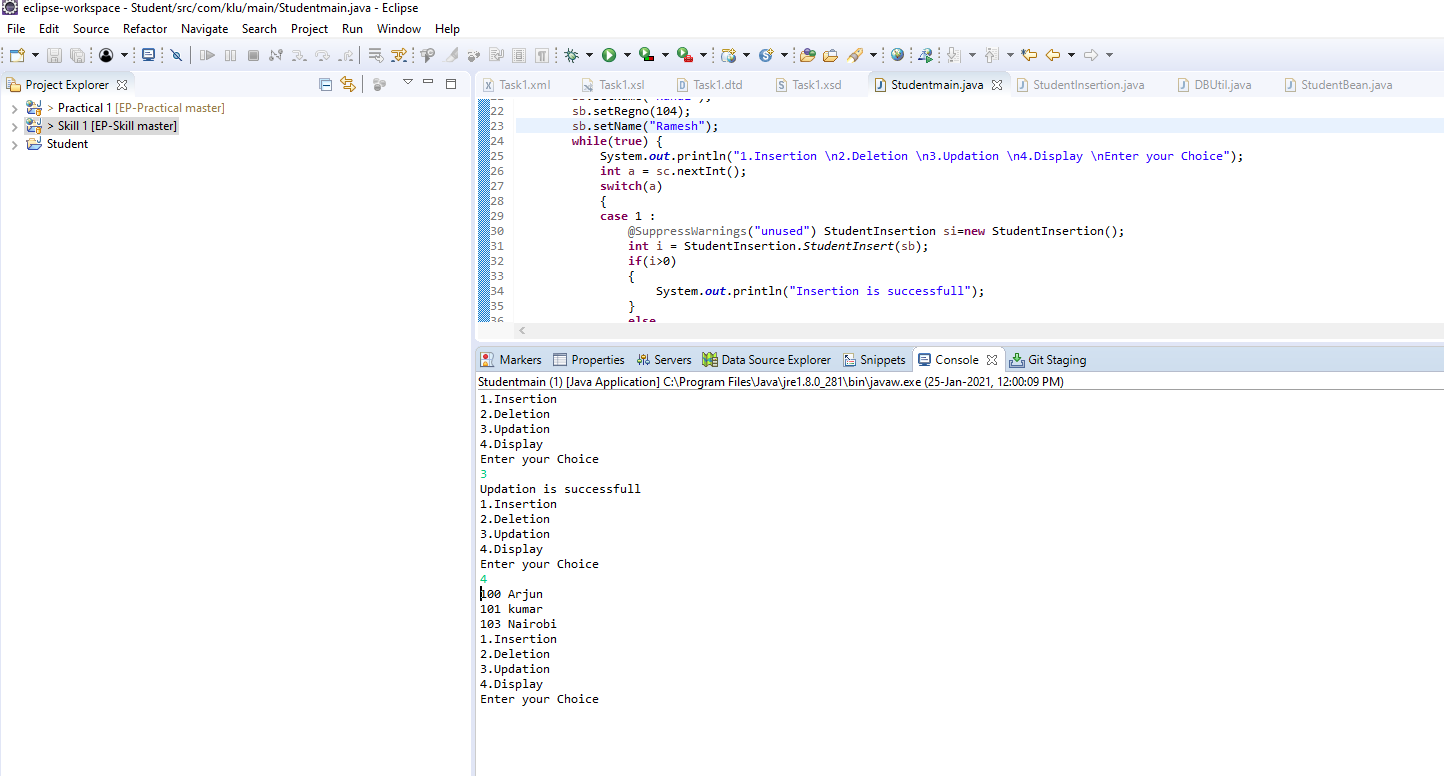 eclipse-workspace - Student/src/com/klu/main/Studentmain.java - Eclipse
File Edit Source Refactor Navigate Search Project Run Window Help
Project Explorer
> Practical 1 [EP-Practical master]
> Skill 1 [EP-Skill master]
Student
Task1.xml Task1.xsl Task1.dtd Task1.xsd Studentmain.java StudentInsertion.java DBUtil.java StudentBean.java
22
23 sb.setRegno(104);
23 sb.setName("Ramesh");
24 while(true) {
25 System.out.println("1.Insertion \n2.Deletion \n3.Updation \n4.Display \nEnter your Choice");
26 int a = sc.nextInt();
27 switch(a)
28 {
29 case 1 :
30 @SuppressWarnings("unused") StudentInsertion si=new StudentInsertion();
31 int i = StudentInsertion.StudentInsert(sb);
32 if(i>0)
33 {
34 System.out.println("Insertion is successfull");
35 }
36 else
Markers Properties Servers Data Source Explorer Snippets Console Git Staging
Studentmain (1) [Java Application] C:\Program Files\Java\jre1.8.0_281\bin\javaw.exe (25-Jan-2021, 12:00:09 PM)
1.Insertion
2.Deletion
3.Updation
4.Display
Enter your Choice
3
Updation is successfull
1.Insertion
2.Deletion
3.Updation
4.Display
Enter your Choice
4
100 Arjun
101 kumar
103 Nairobi
1.Insertion
2.Deletion
3.Updation
4.Display
Enter your Choice